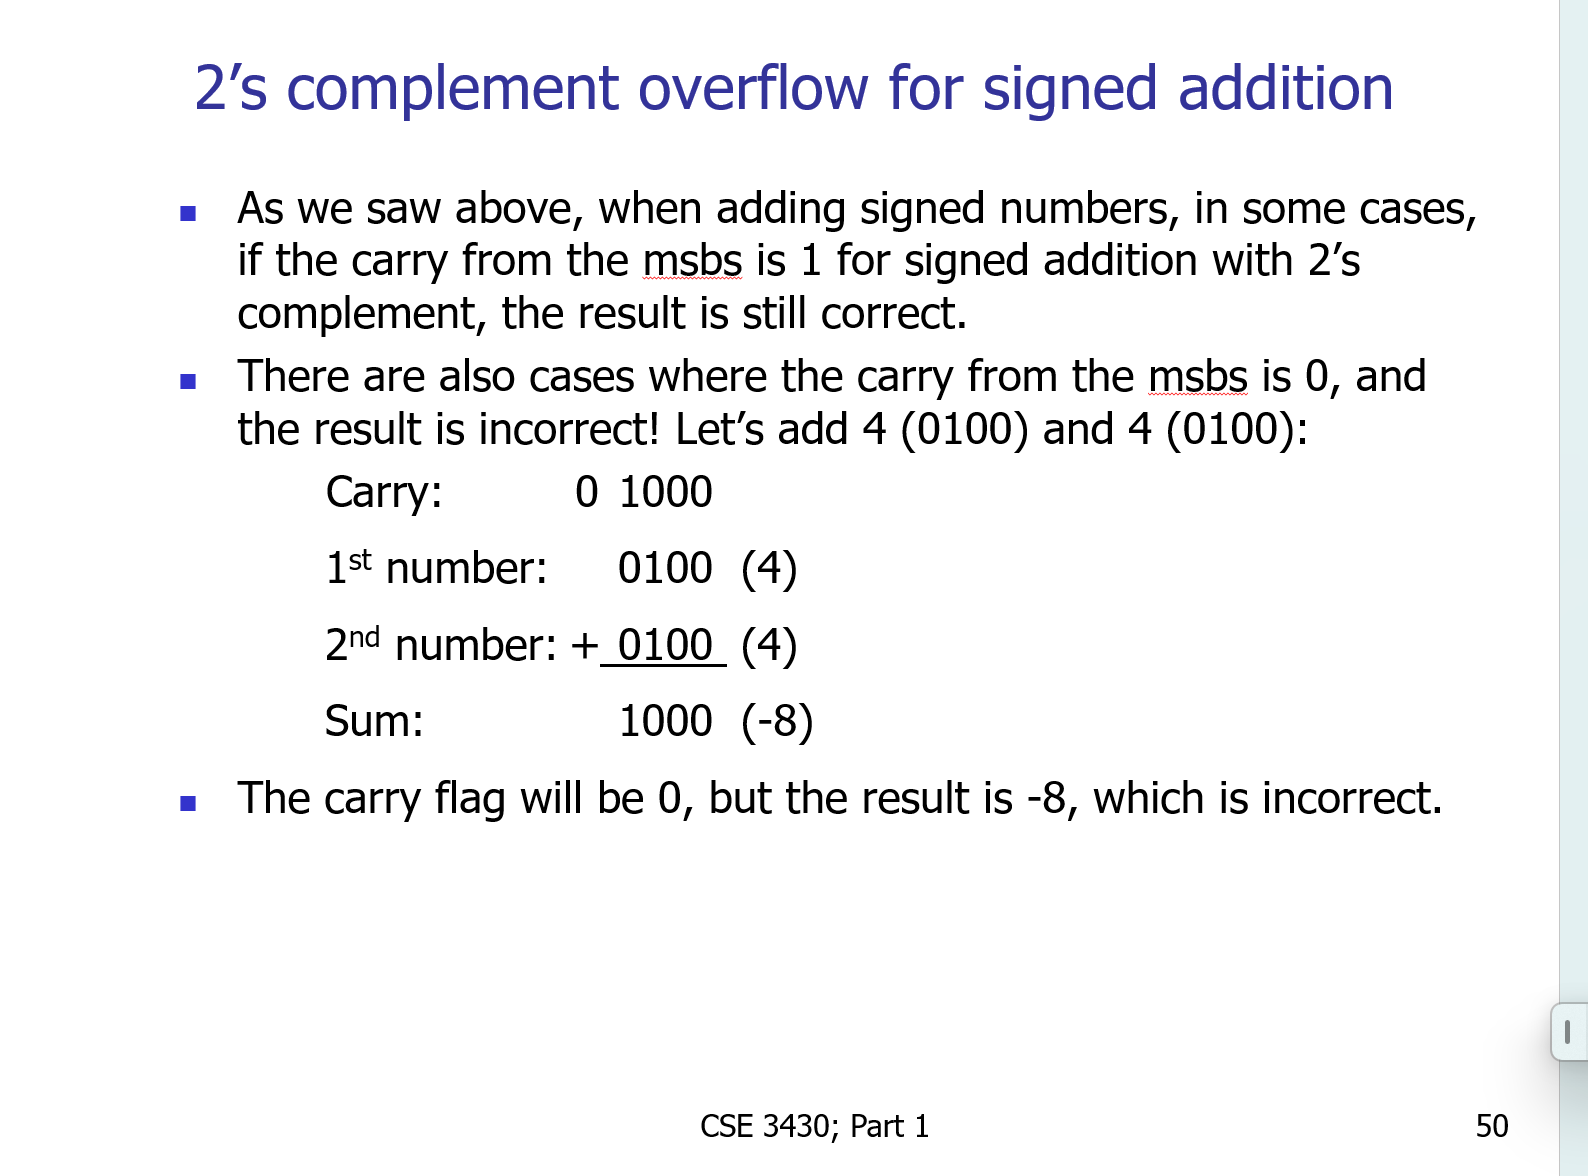 2’s complement overflow for signed addition
As we saw above, when adding signed numbers, in some cases,
if the carry from the msbs is 1 for signed addition with 2’s
complement, the result is still correct.
There are also cases where the carry from the msbs is 0, and
the result is incorrect! Let’s add 4 (0100) and 4 (0100):
Carry: 0 1000
1st number: 0100 (4)
2nd number: + 0100 (4)
Sum: 1000 (-8)
The carry flag will be 0, but the result is -8, which is incorrect.
CSE 3430; Part 1
50